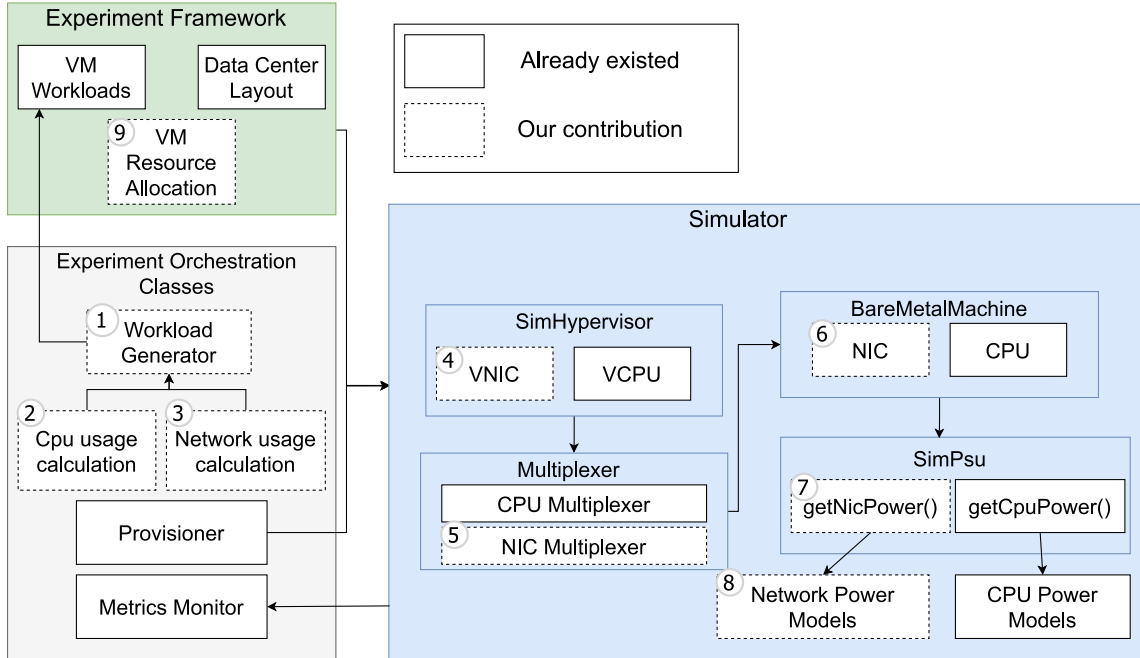 Experiment Framework
VM
Workloads
Data Center
Layout
9
VM
Resource
Allocation
Already existed
Our contribution
Experiment Orchestration
Classes
1
Workload
Generator
2
Cpu usage
calculation
3
Network usage
calculation
Provisioner
Metrics Monitor
Simulator
SimHypervisor
4
VNIC
VCPU
Multiplexer
CPU Multiplexer
5
NIC Multiplexer
BareMetalMachine
6
NIC
CPU
SimPsu
7
getNicPower()
getCpuPower()
8
Network Power
Models
CPU Power
Models